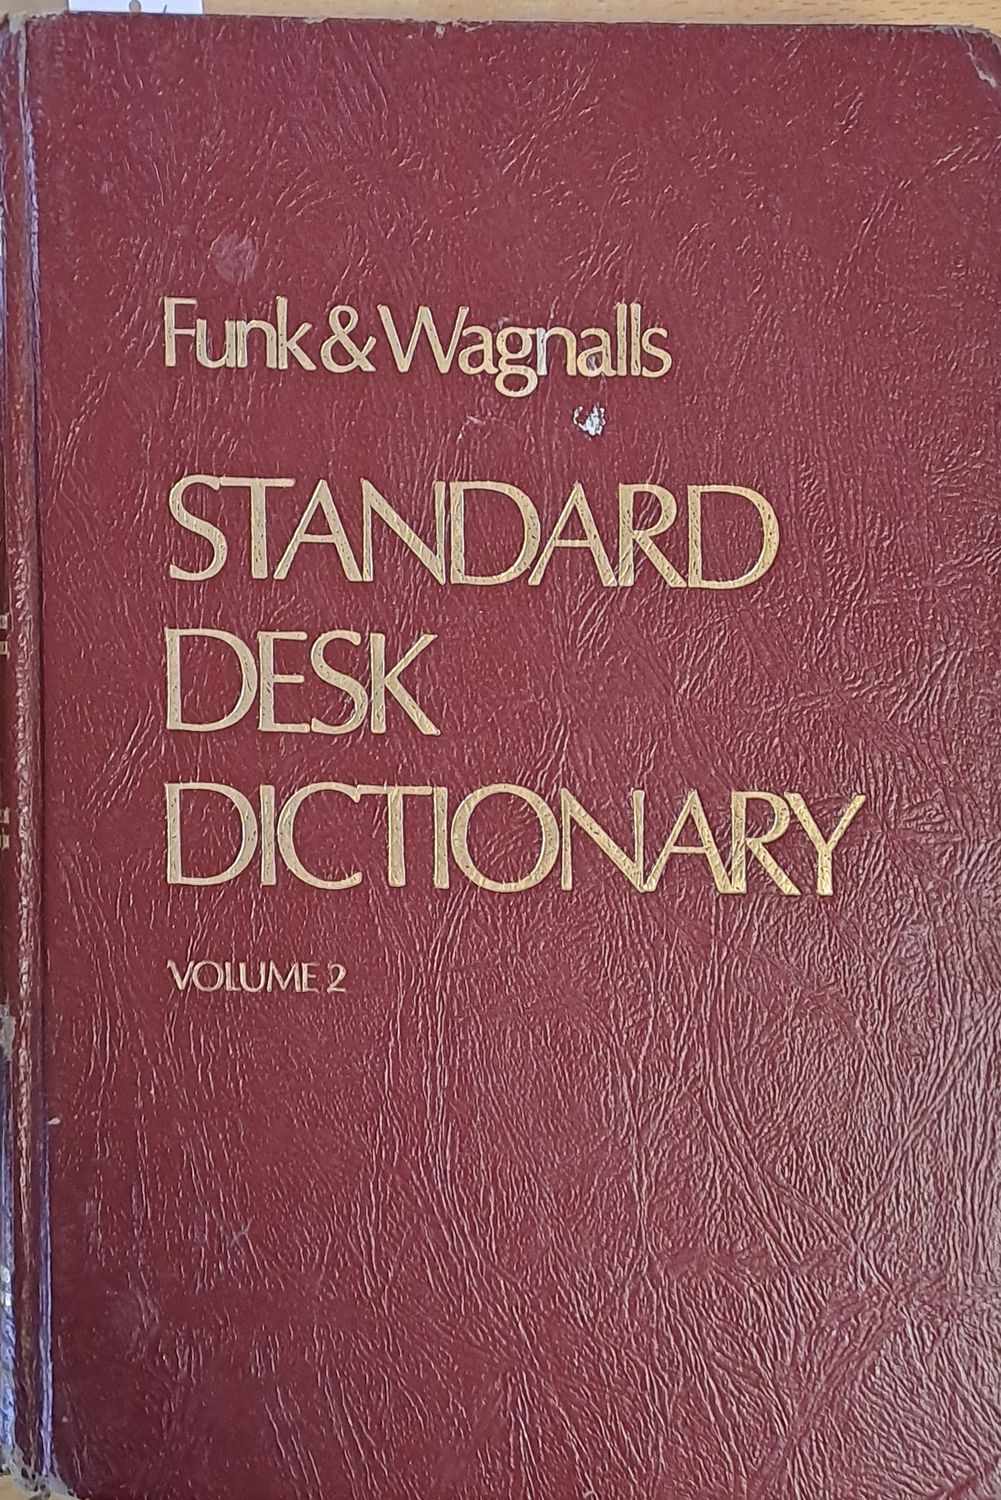 Funk & Wagnalls
STANDARD
DESK
DICTIONARY
VOLUME 2